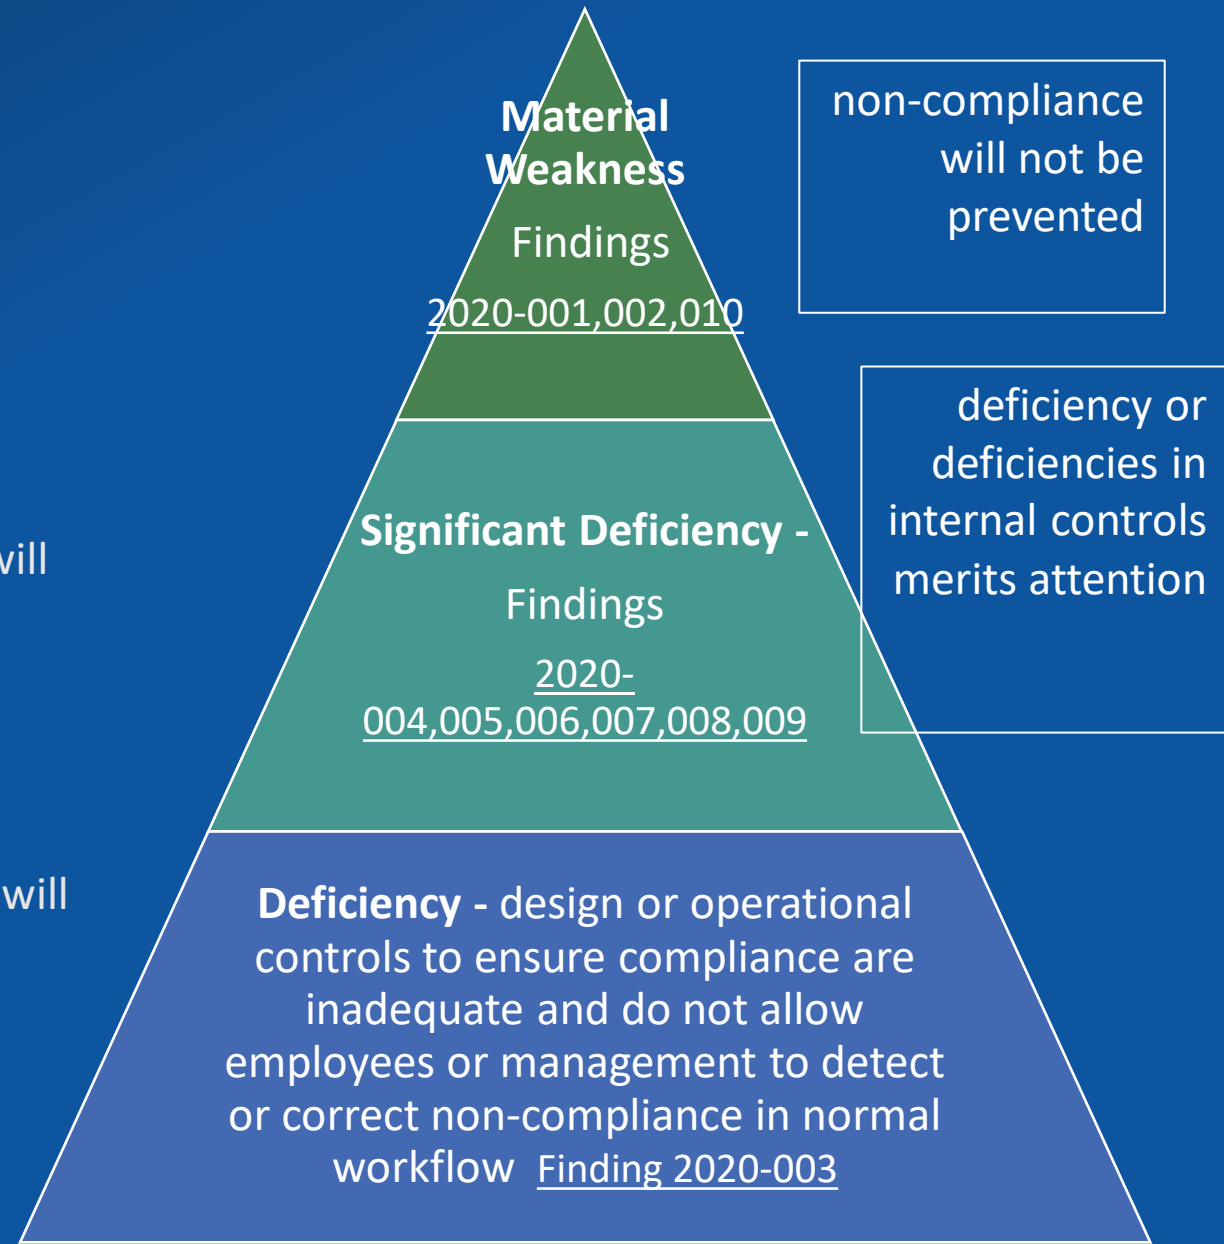 Material
Weakness
Findings
2020-001,002,010
non-compliance
will not be
prevented
deficiency or
deficiencies in
internal controls
merits attention
will
Significant Deficiency -
Findings
2020-
004,005,006,007,008,009
will
Deficiency - design or operational
controls to ensure compliance are
inadequate and do not allow
employees or management to detect
or correct non-compliance in normal
workflow Finding 2020-003